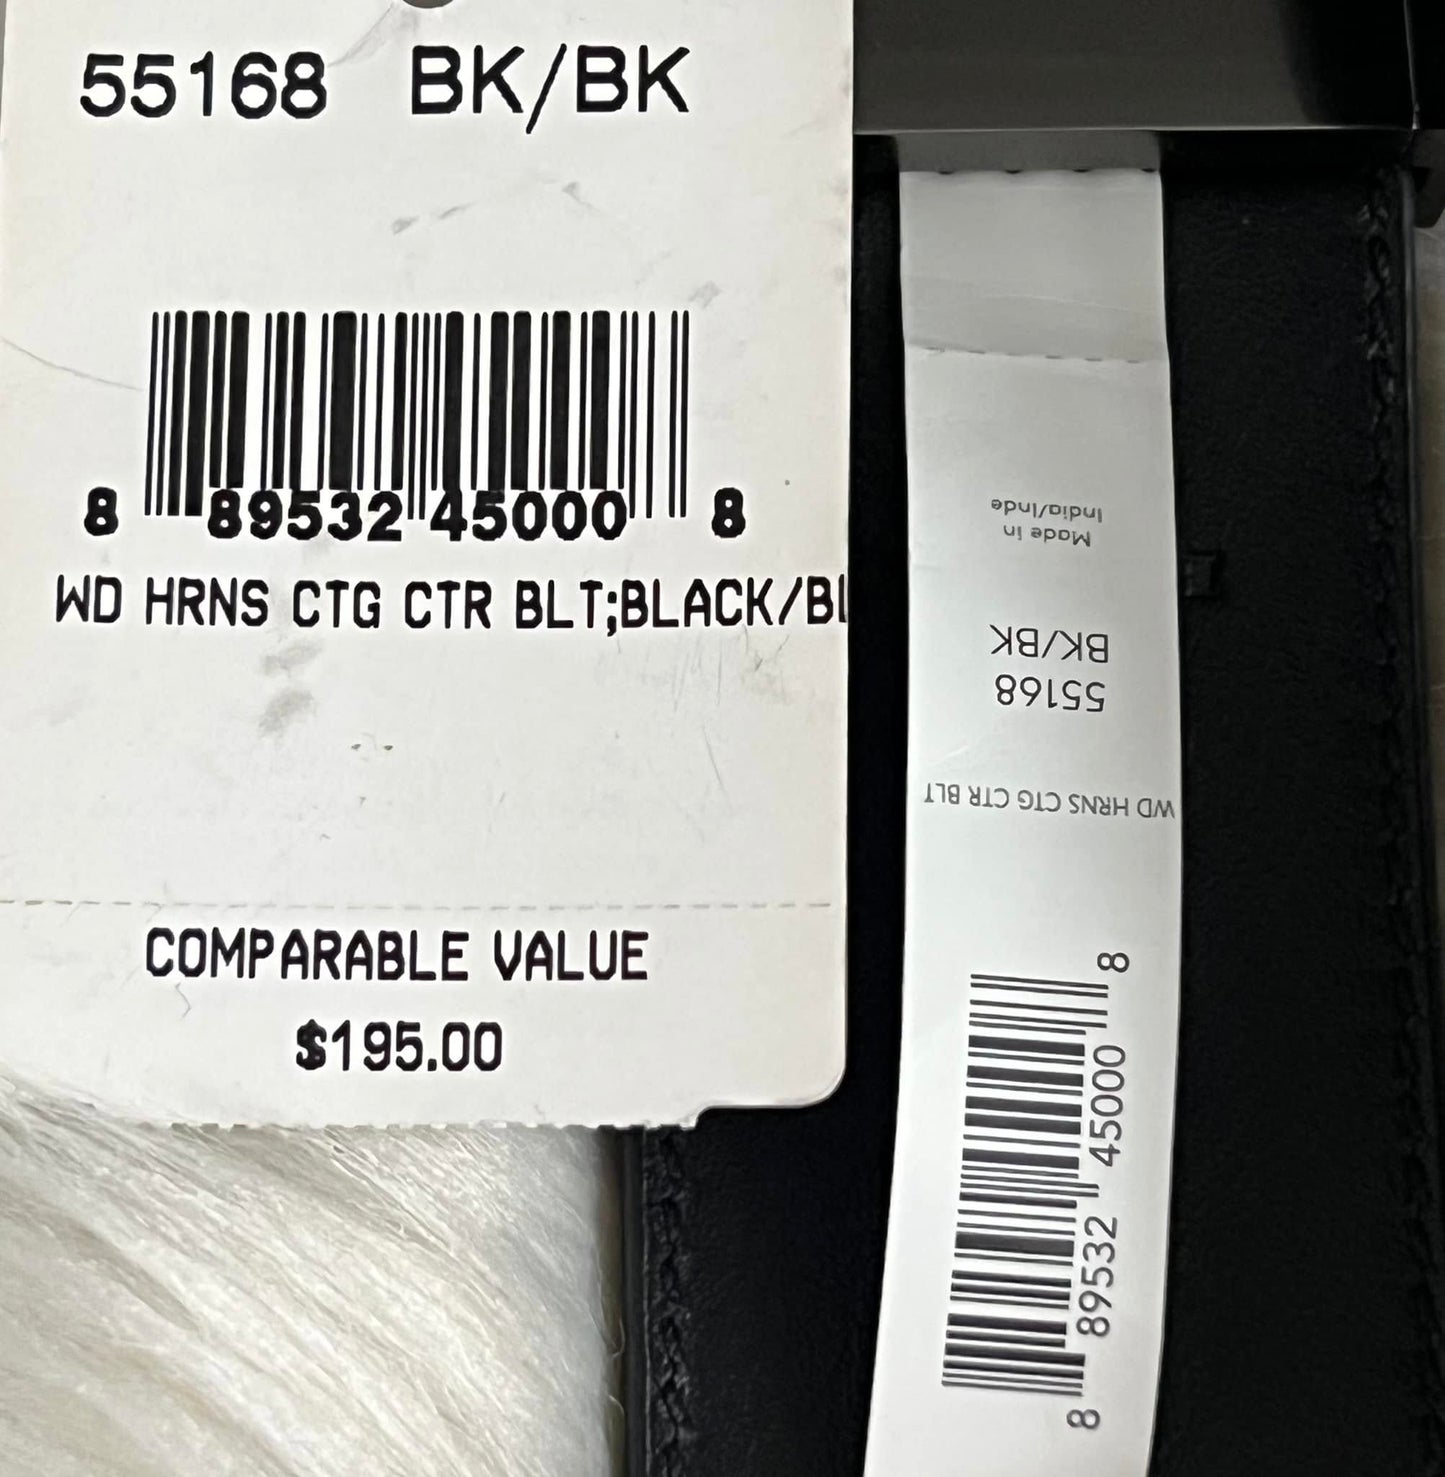 55168 BK/BK
8 89532 45000 8
WD HRNS CTG CTR BLT;BLACK/BL
COMPARABLE VALUE
$195.00
8 89532 45000 8
WD HRNS CTG CTR BLT
55168
BK/BK
Made in
India/Inde